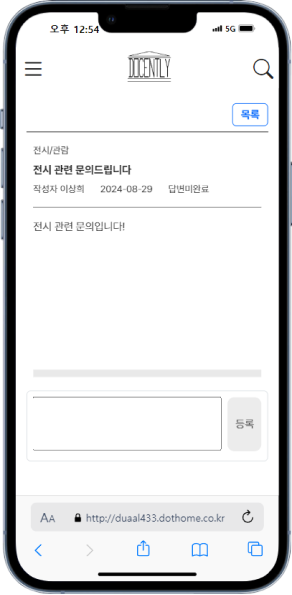 오후 12:54 5G
DOCENTLY
목록
전시/관람
전시 관련 문의드립니다
작성자 이상희 2024-08-29 답변미완료
전시 관련 문의입니다!
등록
AA http://duaal433.dothome.co.kr